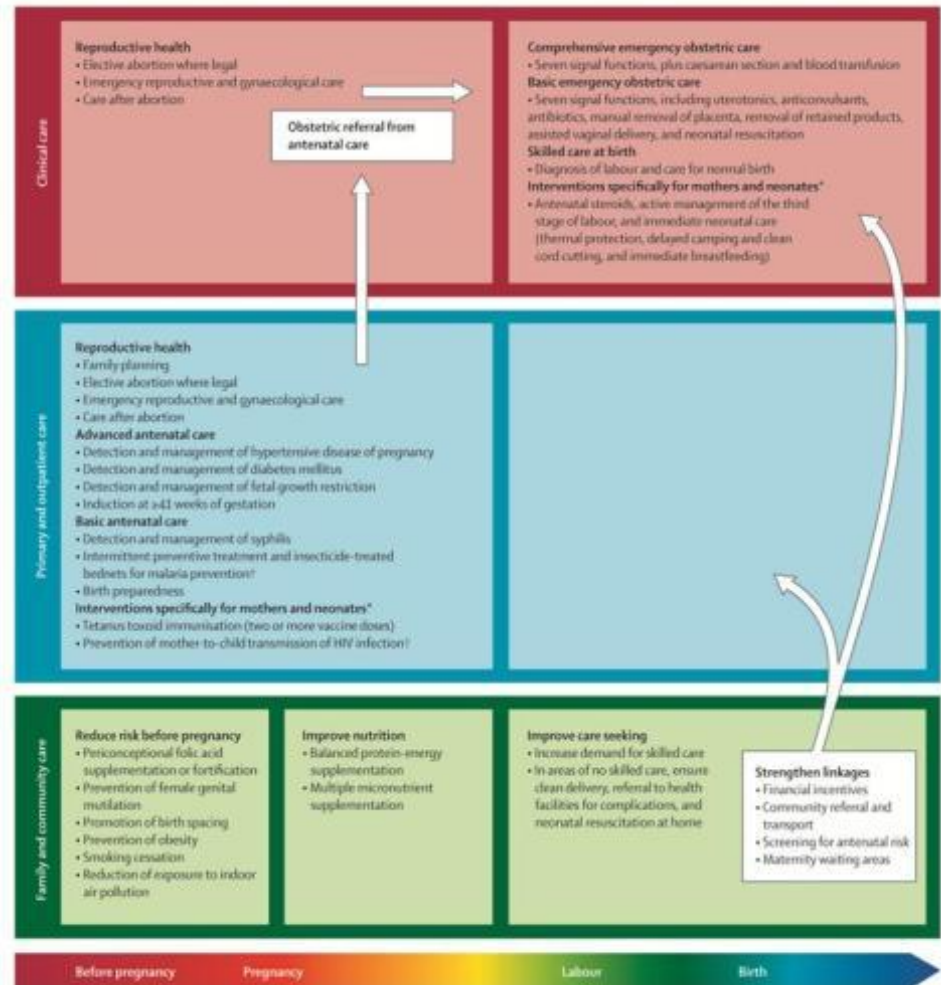 Clinical care
Reproductive health
• Elective abortion where legal
• Emergency reproductive and gynaecological care
• Care after abortion
Obstetric referral from
antenatal care
Comprehensive emergency obstetric care
• Seven signal functions, plus caesarean section and blood transfusion
Basic emergency obstetric care
• Seven signal functions, including uterotonics, anticonvulsants,
antibiotics, manual removal of placenta, removal of retained products,
assisted vaginal delivery, and neonatal resuscitation
Skilled care at birth
• Diagnosis of labour and care for normal birth
Interventions specifically for mothers and neonates*
• Antenatal steroids, active management of the third
stage of labour, and immediate neonatal care
(thermal protection, delayed camping and clean
cord cutting, and immediate breastfeeding)
Primary and outpatient care
Reproductive health
• Family planning
• Elective abortion where legal
• Emergency reproductive and gynaecological care
• Care after abortion
Advanced antenatal care
• Detection and management of hypertensive disease of pregnancy
• Detection and management of diabetes mellitus
• Detection and management of fetal growth restriction
• Induction at ≥41 weeks of gestation
Basic antenatal care
• Detection and management of syphilis
• Intermittent preventive treatment and insecticide-treated
bednets for malaria prevention†
• Birth preparedness
Interventions specifically for mothers and neonates*
• Tetanus toxoid immunisation (two or more vaccine doses)
• Prevention of mother-to-child transmission of HIV infection†
Family and community care
Reduce risk before pregnancy
• Periconceptional folic acid
supplementation or fortification
• Prevention of female genital
mutilation
• Promotion of birth spacing
• Prevention of obesity
• Smoking cessation
• Reduction of exposure to indoor
air pollution
Improve nutrition
• Balanced protein-energy
supplementation
• Multiple micronutrient
supplementation
Improve care seeking
• Increase demand for skilled care
• In areas of no skilled care, ensure
clean delivery, referral to health
facilities for complications, and
neonatal resuscitation at home
Strengthen linkages
• Financial incentives
• Community referral and
transport
• Screening for antenatal risk
• Maternity waiting areas
Before pregnancy
Pregnancy
Labour
Birth